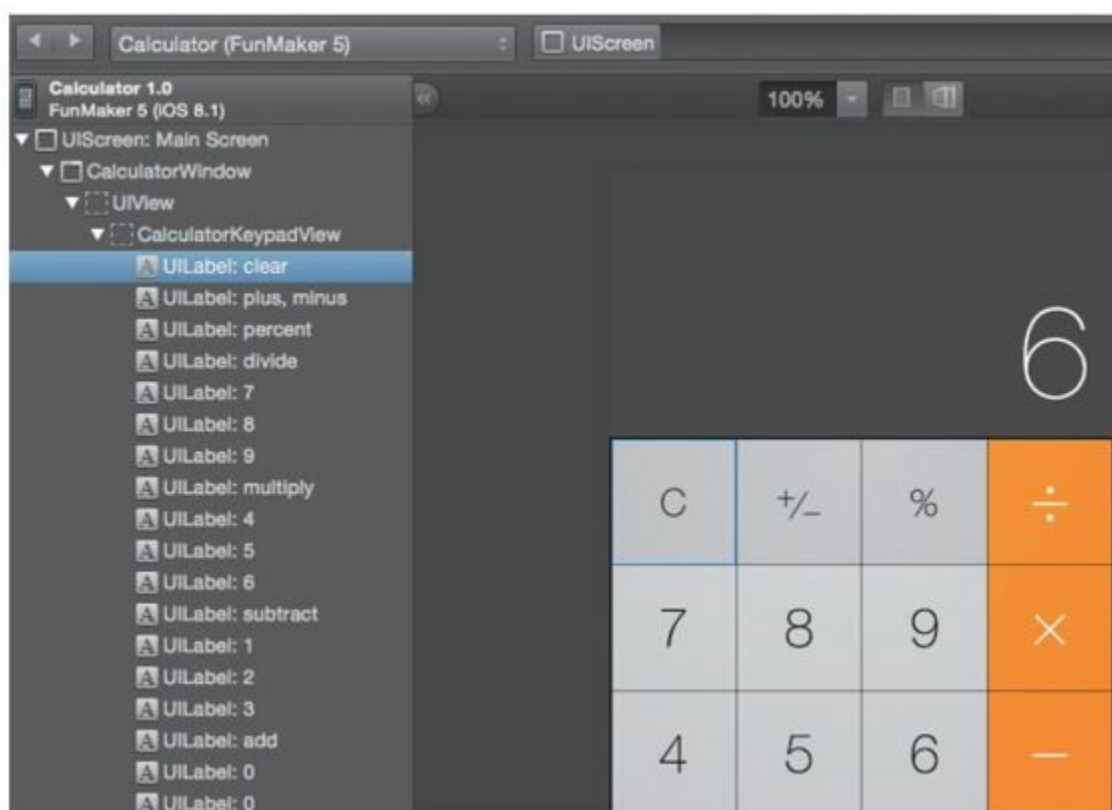 Calculator (FunMaker 5)
UIScreen
Calculator 1.0
FunMaker 5 (iOS 8.1)
100%
UIScreen: Main Screen
CalculatorWindow
UIView
CalculatorKeypadView
UILabel: clear
UILabel: plus, minus
UILabel: percent
UILabel: divide
UILabel: 7
UILabel: 8
UILabel: 9
UILabel: multiply
UILabel: 4
UILabel: 5
UILabel: 6
UILabel: subtract
UILabel: 1
UILabel: 2
UILabel: 3
UILabel: add
UILabel: 0
UILabel: 0
6
C +/− % ÷
7 8 9 ×
4 5 6 −